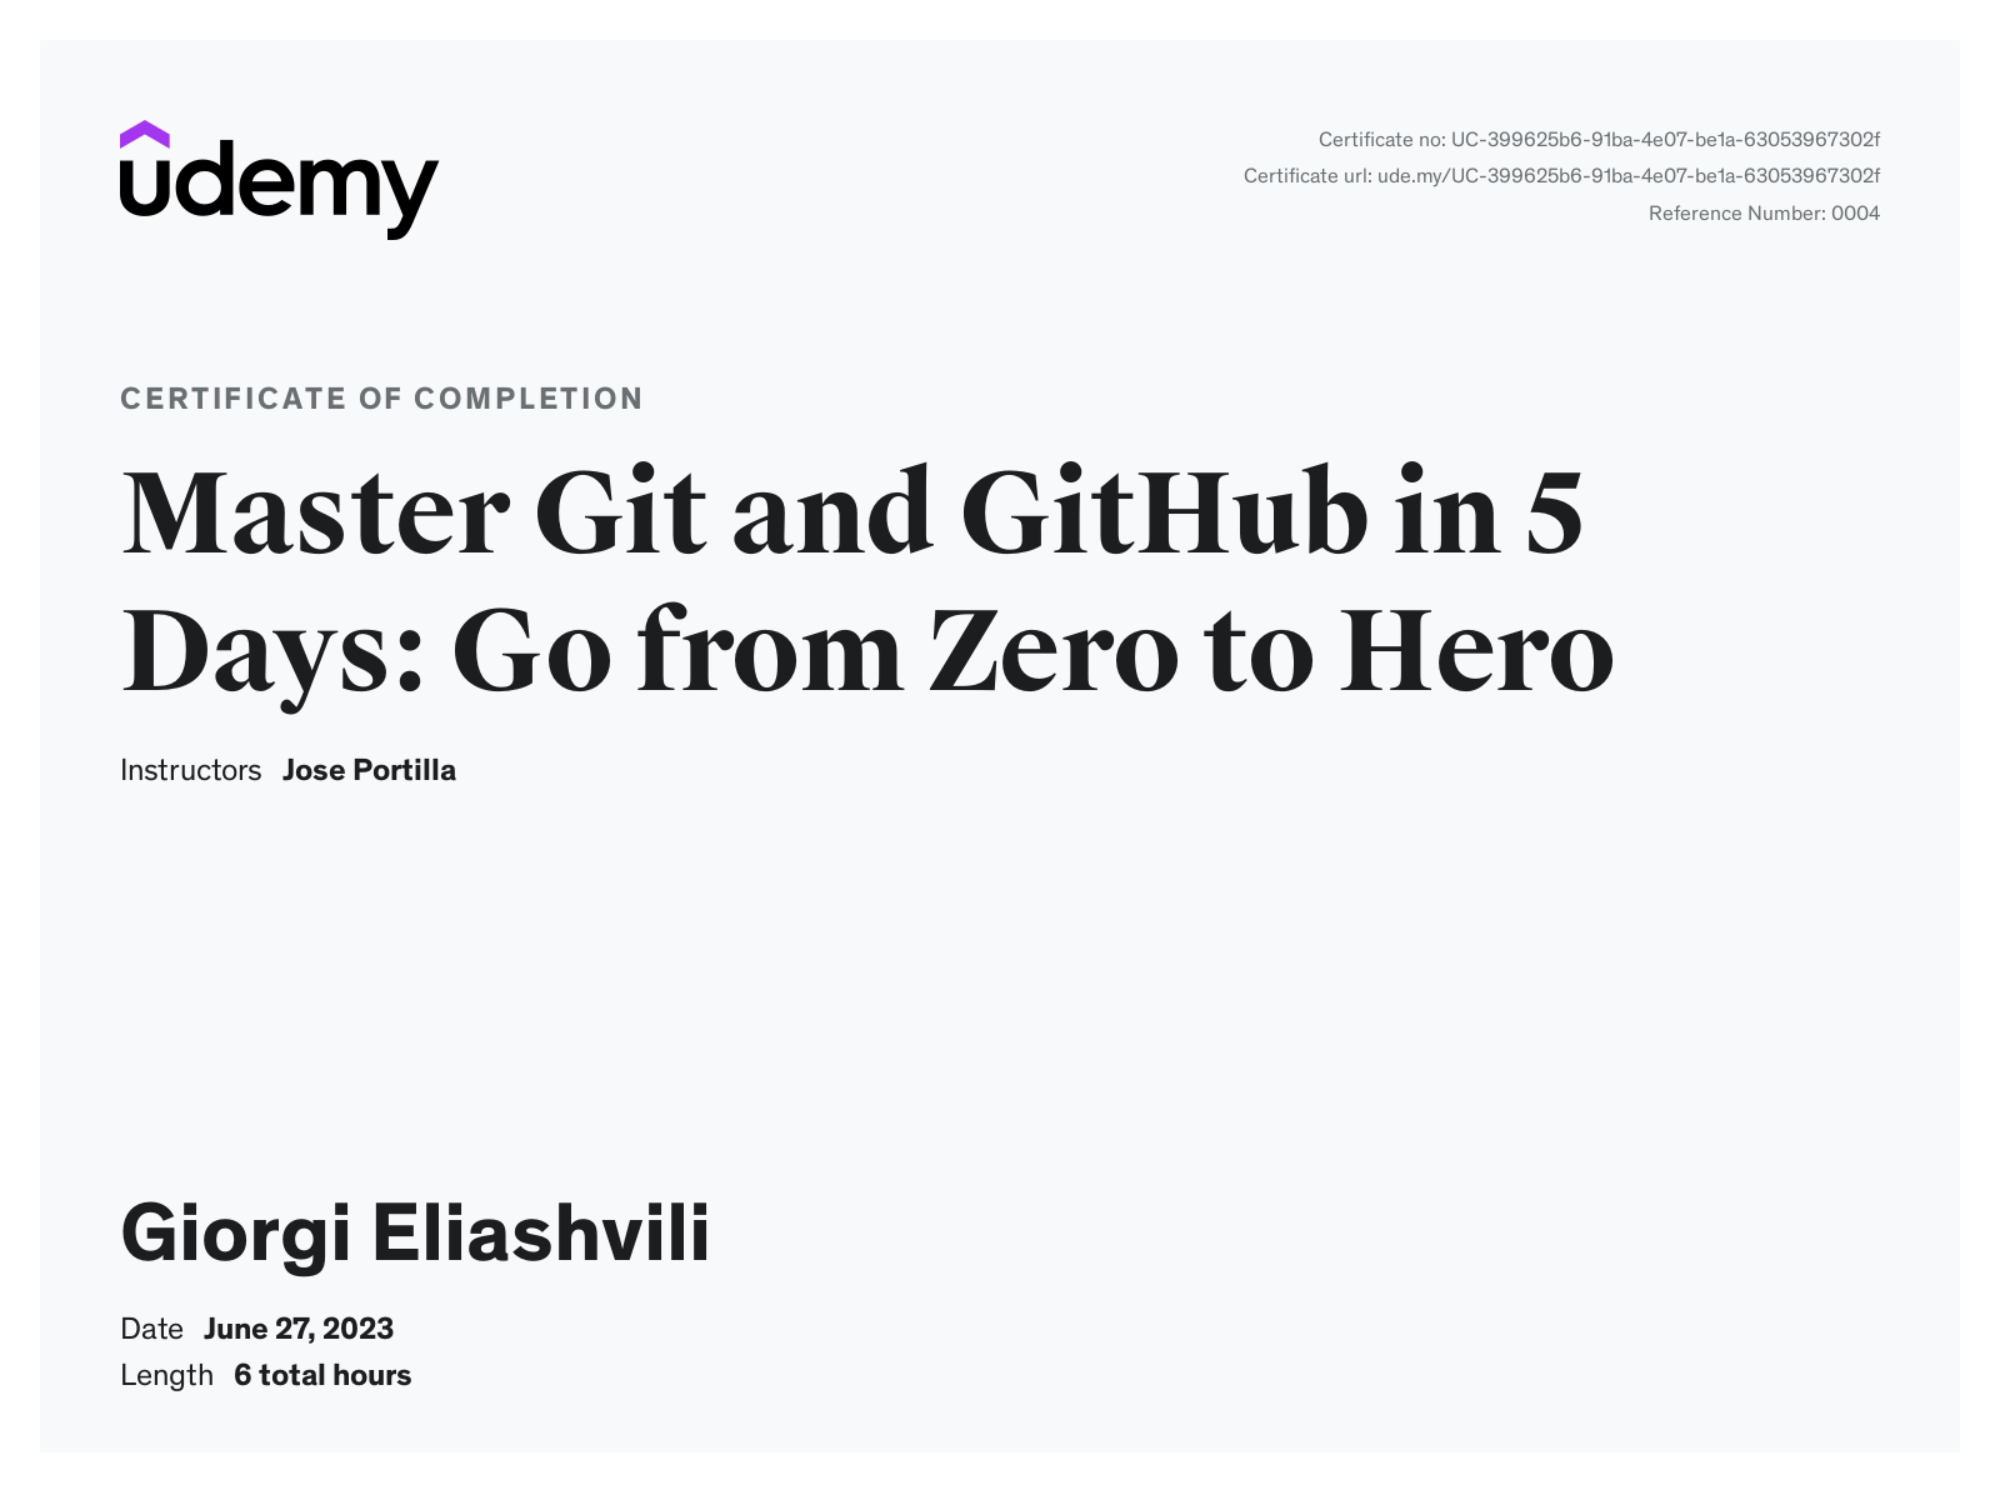 udemy
Certificate no: UC-399625b6-91ba-4e07-be1a-63053967302f
Certificate url: ude.my/UC-399625b6-91ba-4e07-be1a-63053967302f
Reference Number: 0004
CERTIFICATE OF COMPLETION
Master Git and GitHub in 5
Days: Go from Zero to Hero
Instructors Jose Portilla
Giorgi Eliashvili
Date June 27, 2023
Length 6 total hours